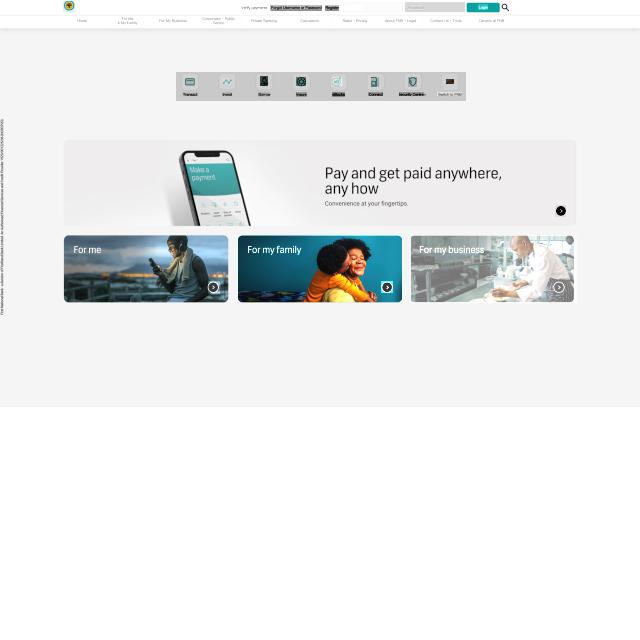 Verify payments Forgot Username or Password Register Password Login
Home
For Me
& My Family
For My Business
Corporates + Public
Sector
Private Banking
Calculators
Rates + Pricing
About FNB + Legal
Contact Us + Tools
Careers at FNB
Transact Invest Borrow Insure eBucks Connect Security Centre Switch to FNB
Make a
payment
Pay and get paid anywhere,
any how
Convenience at your fingertips.
For me
For my family
For my business